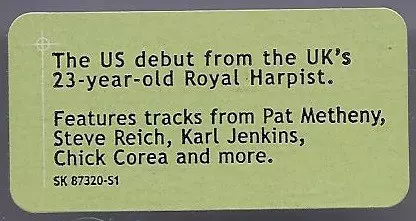 The US debut from the UK's
23-year-old Royal Harpist.
Features tracks from Pat Metheny,
Steve Reich, Karl Jenkins,
Chick Corea and more.
SK 87320-S1